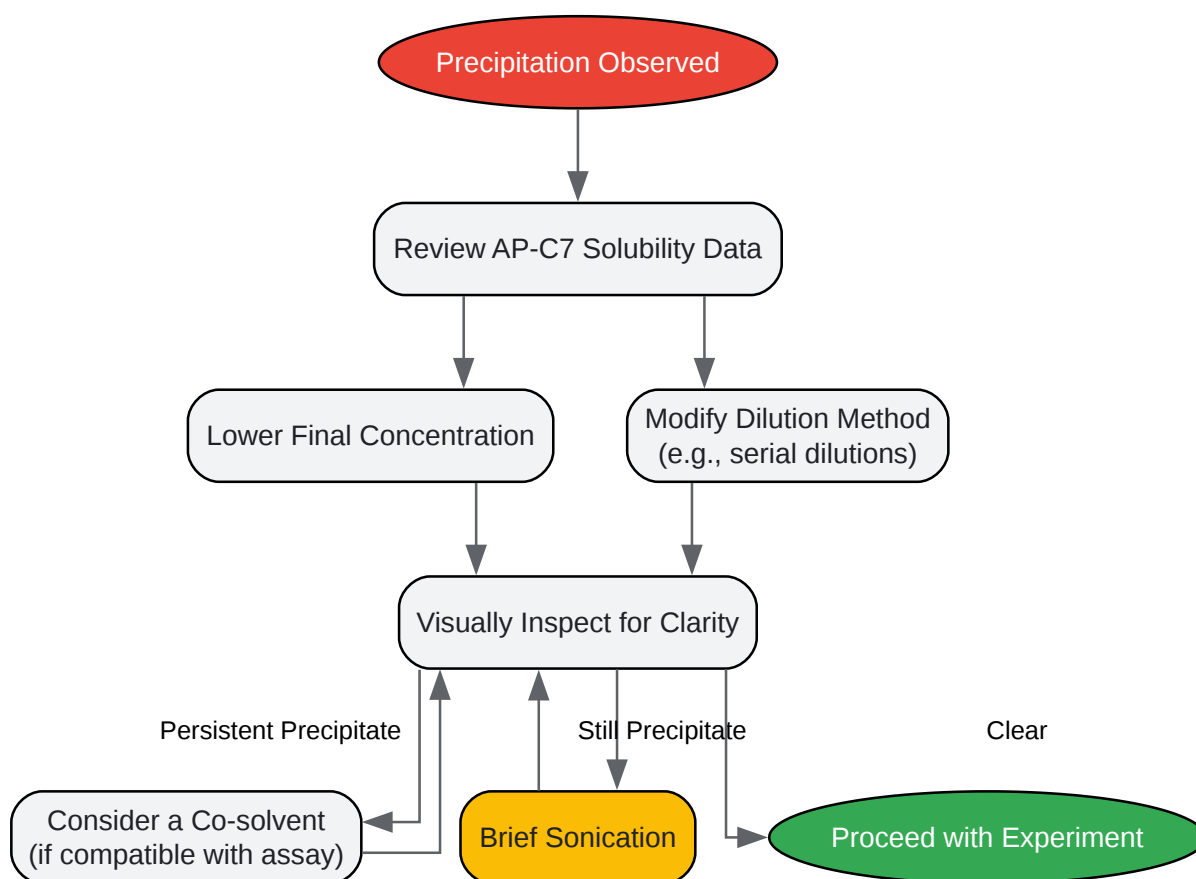 Precipitation Observed
Review AP-C7 Solubility Data
Lower Final Concentration
Modify Dilution Method
(e.g., serial dilutions)
Visually Inspect for Clarity
Persistent Precipitate
Still Precipitate
Clear
Consider a Co-solvent
(if compatible with assay)
Brief Sonication
Proceed with Experiment